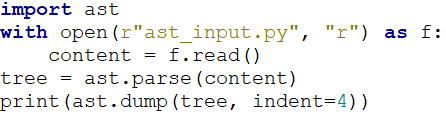 import ast
with open(r"ast_input.py", "r") as f:
    content = f.read()
tree = ast.parse(content)
print(ast.dump(tree, indent=4))